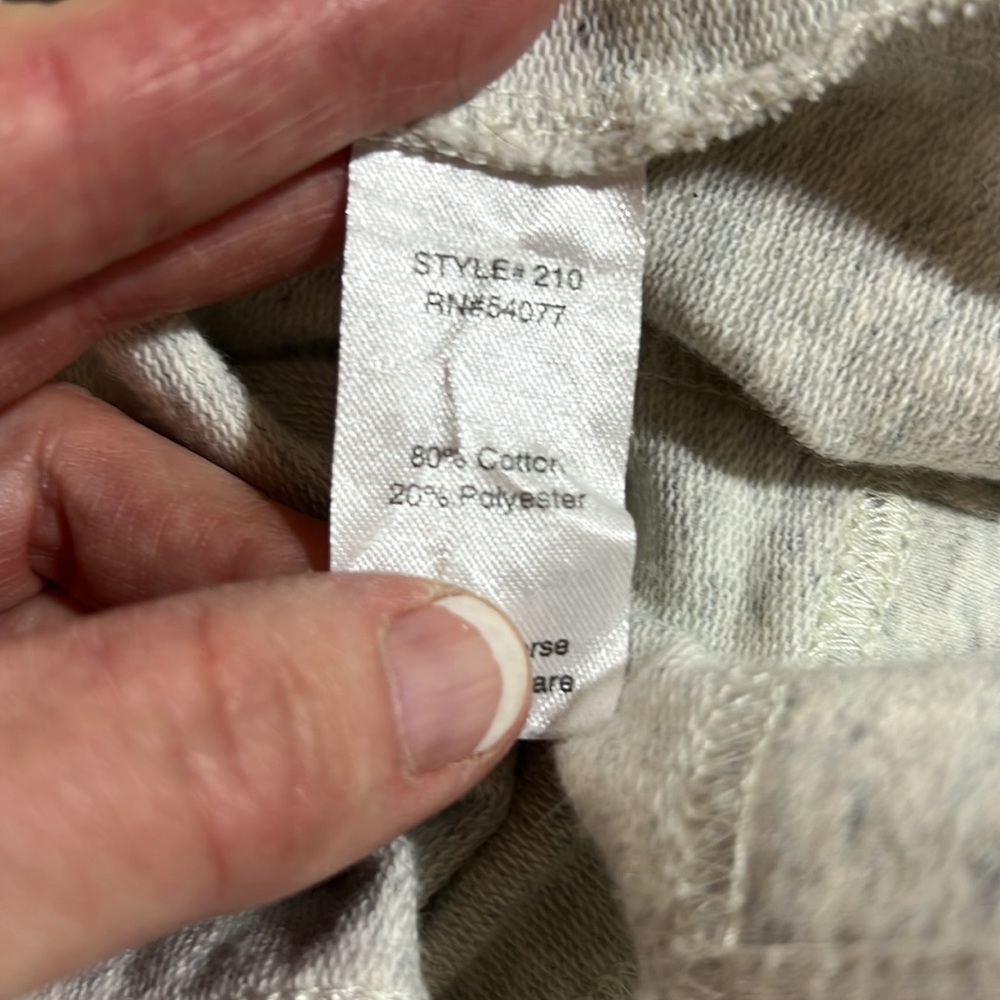 STYLE# 210
RN#54077
80% Cotton
20% Polyester